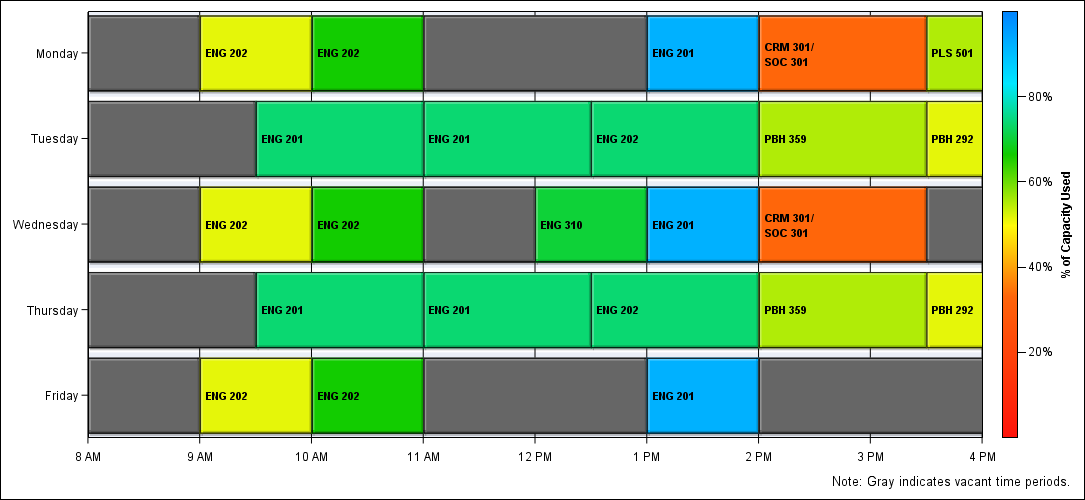 Monday
ENG 202
ENG 202
ENG 201
CRM 301/
SOC 301
PLS 501
Tuesday
ENG 201
ENG 201
ENG 202
PBH 359
PBH 292
Wednesday
ENG 202
ENG 202
ENG 310
ENG 201
CRM 301/
SOC 301
Thursday
ENG 201
ENG 201
ENG 202
PBH 359
PBH 292
Friday
ENG 202
ENG 202
ENG 201
8 AM
9 AM
10 AM
11 AM
12 PM
1 PM
2 PM
3 PM
4 PM
80%
60%
40%
20%
% of Capacity Used
Note: Gray indicates vacant time periods.